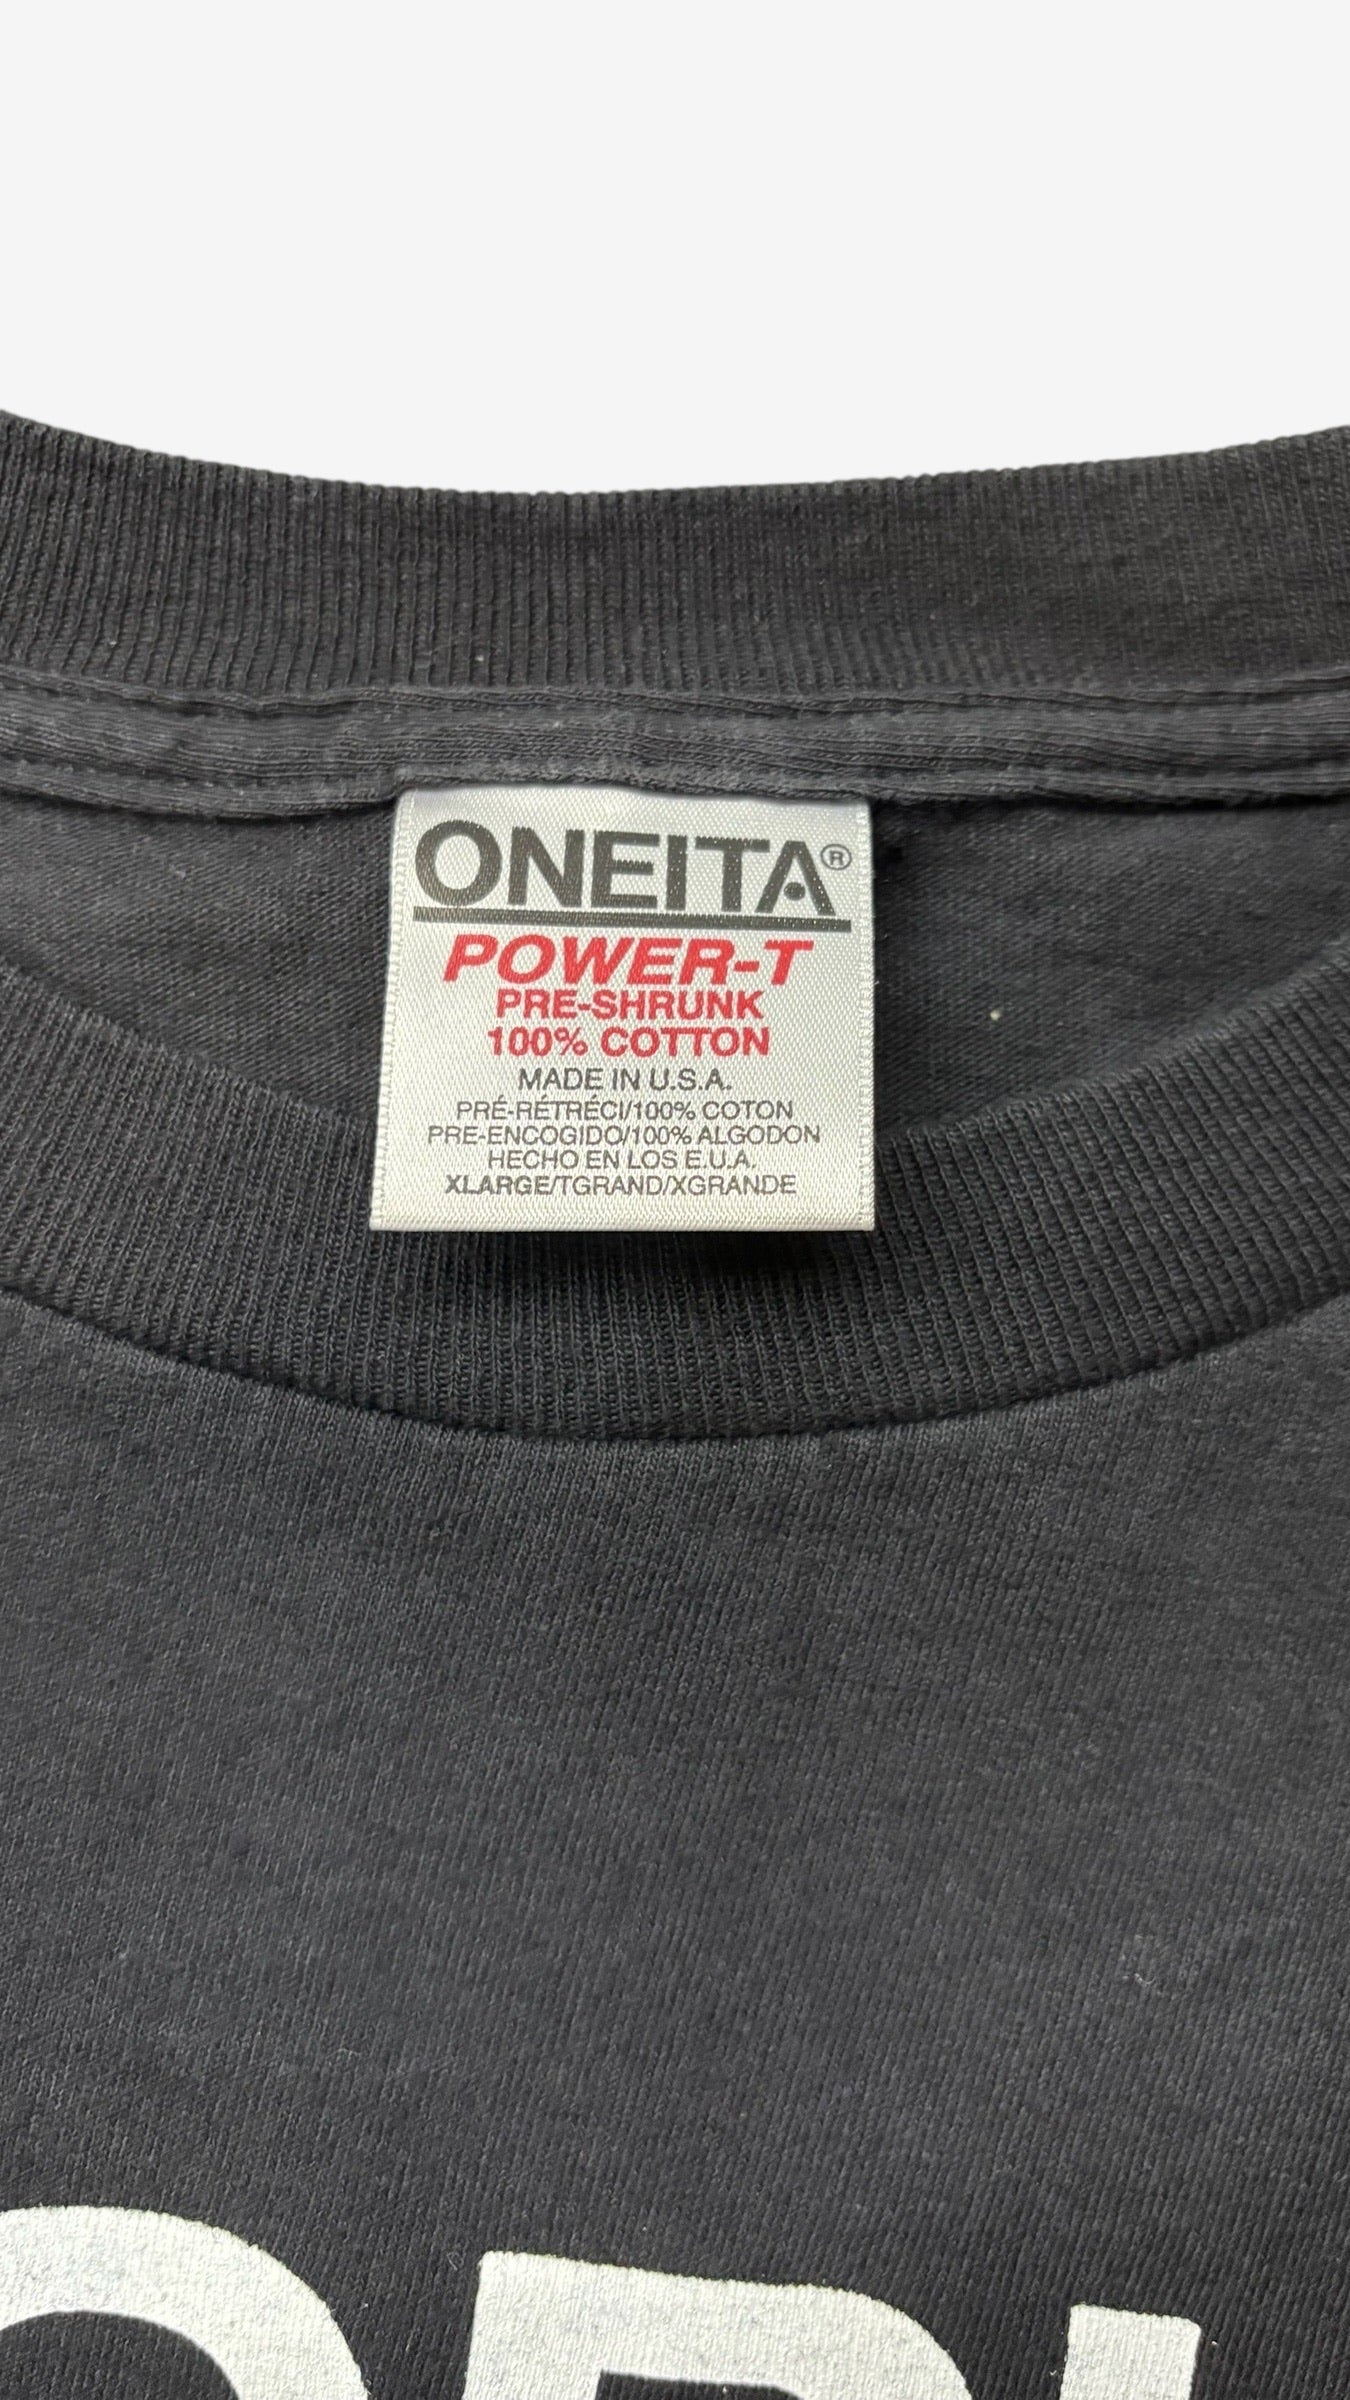 ONEITA®
POWER-T
PRE-SHRUNK
100% COTTON
MADE IN U.S.A.
PRÉ-RÉTRÉCI/100% COTON
PRE-ENCOGIDO/100% ALGODON
HECHO EN LOS E.U.A.
XLARGE/TGRAND/XGRANDE